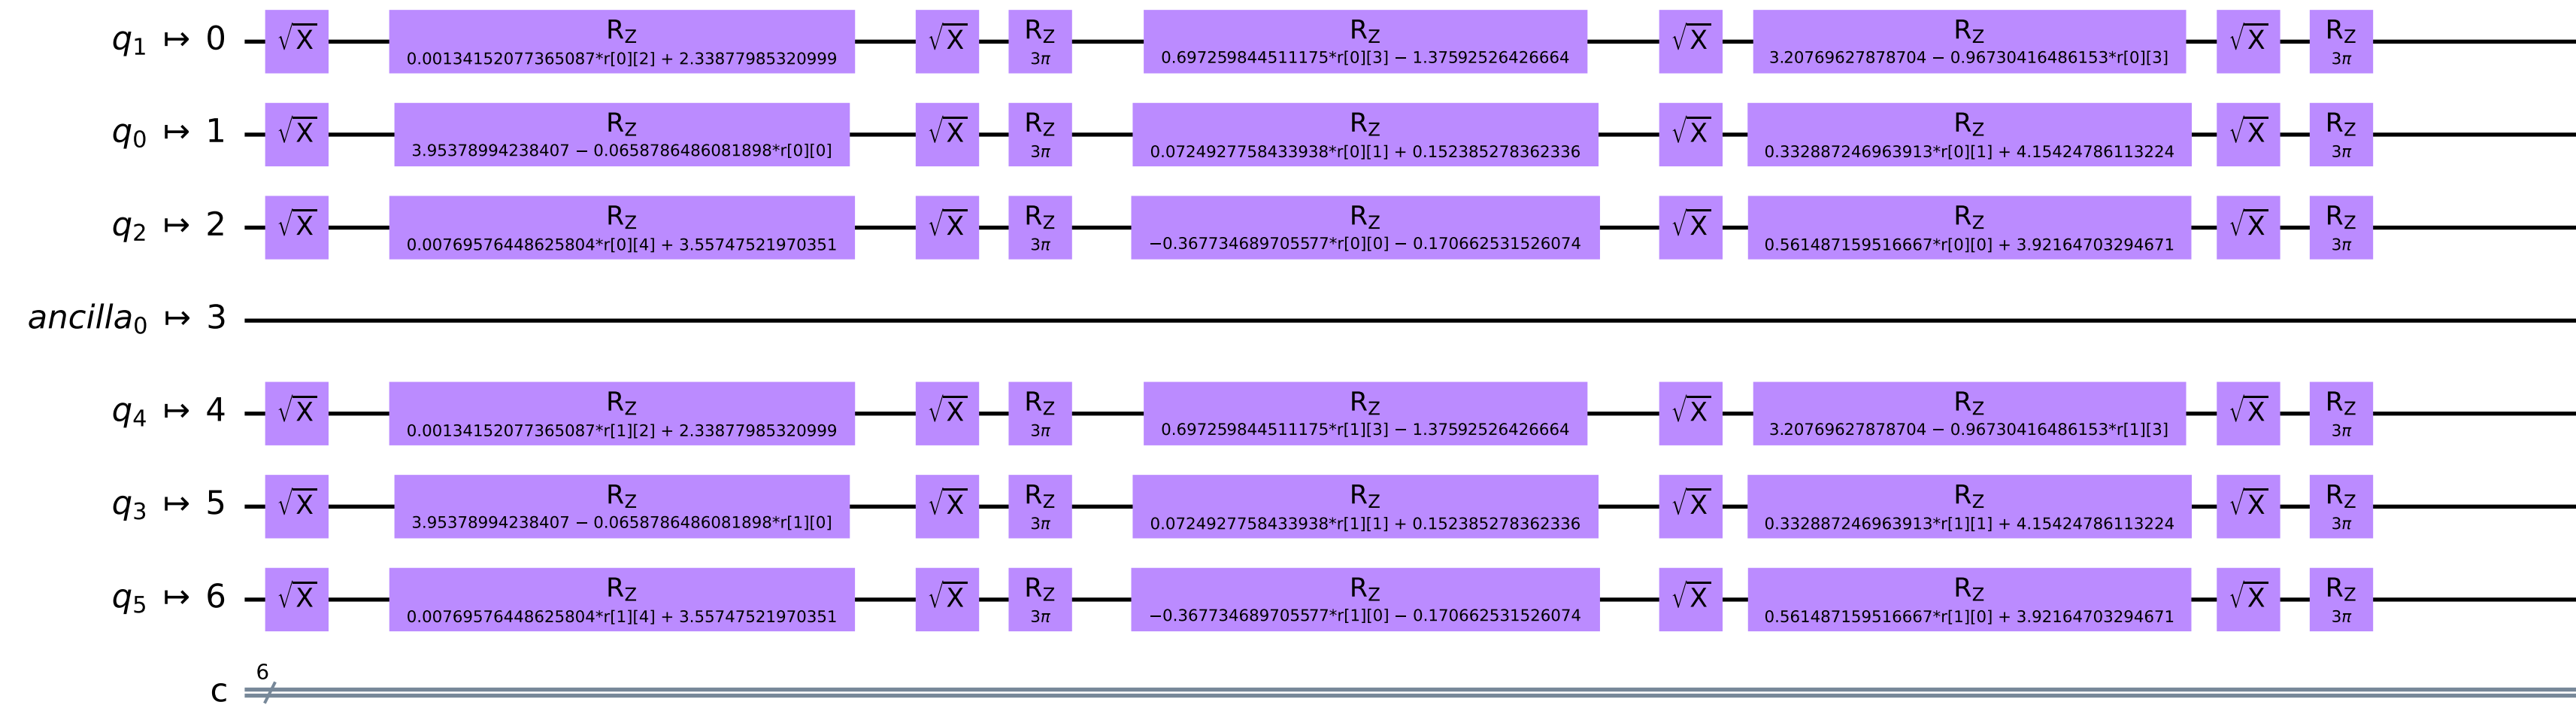 q1 ↦ 0 √X RZ 0.00134152077365087*r[0][2] + 2.33877985320999 √X RZ 3π RZ 0.697259844511175*r[0][3] − 1.37592526426664 √X RZ 3.20769627878704 − 0.96730416486153*r[0][3] √X RZ 3π
q0 ↦ 1 √X RZ 3.95378994238407 − 0.0658786486081898*r[0][0] √X RZ 3π RZ 0.0724927758433938*r[0][1] + 0.152385278362336 √X RZ 0.332887246963913*r[0][1] + 4.15424786113224 √X RZ 3π
q2 ↦ 2 √X RZ 0.00769576448625804*r[0][4] + 3.55747521970351 √X RZ 3π RZ −0.367734689705577*r[0][0] − 0.170662531526074 √X RZ 0.561487159516667*r[0][0] + 3.92164703294671 √X RZ 3π
ancilla0 ↦ 3
q4 ↦ 4 √X RZ 0.00134152077365087*r[1][2] + 2.33877985320999 √X RZ 3π RZ 0.697259844511175*r[1][3] − 1.37592526426664 √X RZ 3.20769627878704 − 0.96730416486153*r[1][3] √X RZ 3π
q3 ↦ 5 √X RZ 3.95378994238407 − 0.0658786486081898*r[1][0] √X RZ 3π RZ 0.0724927758433938*r[1][1] + 0.152385278362336 √X RZ 0.332887246963913*r[1][1] + 4.15424786113224 √X RZ 3π
q5 ↦ 6 √X RZ 0.00769576448625804*r[1][4] + 3.55747521970351 √X RZ 3π RZ −0.367734689705577*r[1][0] − 0.170662531526074 √X RZ 0.561487159516667*r[1][0] + 3.92164703294671 √X RZ 3π
c 6